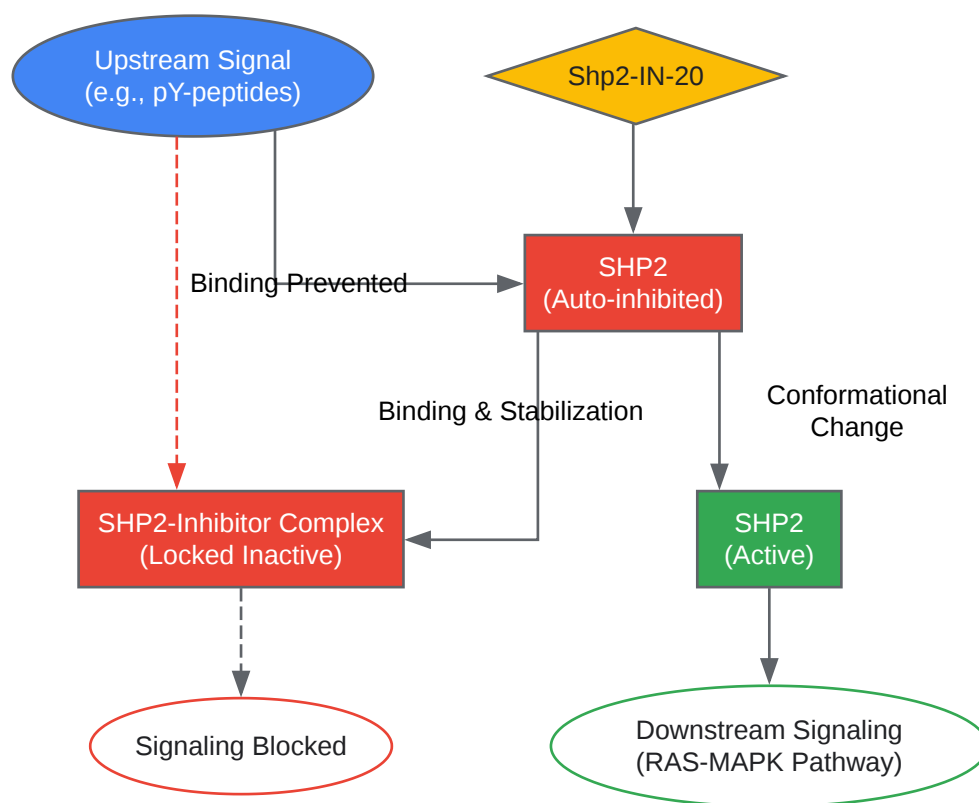 Upstream Signal
(e.g., pY-peptides)
Shp2-IN-20
SHP2
(Auto-inhibited)
Binding Prevented
Binding & Stabilization
Conformational
Change
SHP2-Inhibitor Complex
(Locked Inactive)
SHP2
(Active)
Signaling Blocked
Downstream Signaling
(RAS-MAPK Pathway)